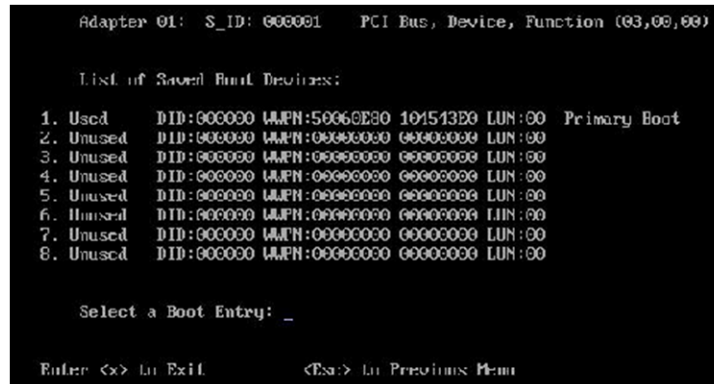 Adapter 01: S_ID: 000001 PCI Bus, Device, Function (03,00,00)
List of Saved Boot Devices:
1. Used DID:000000 WWPN:50060E80 101513E0 LUN:00 Primary Boot
2. Unused DID:000000 WWPN:00000000 00000000 LUN:00
3. Unused DID:000000 WWPN:00000000 00000000 LUN:00
4. Unused DID:000000 WWPN:00000000 00000000 LUN:00
5. Unused DID:000000 WWPN:00000000 00000000 LUN:00
6. Unused DID:000000 WWPN:00000000 00000000 LUN:00
7. Unused DID:000000 WWPN:00000000 00000000 LUN:00
8. Unused DID:000000 WWPN:00000000 00000000 LUN:00
Select a Boot Entry: _
Enter <x> to Exit <Esc> to Previous Menu